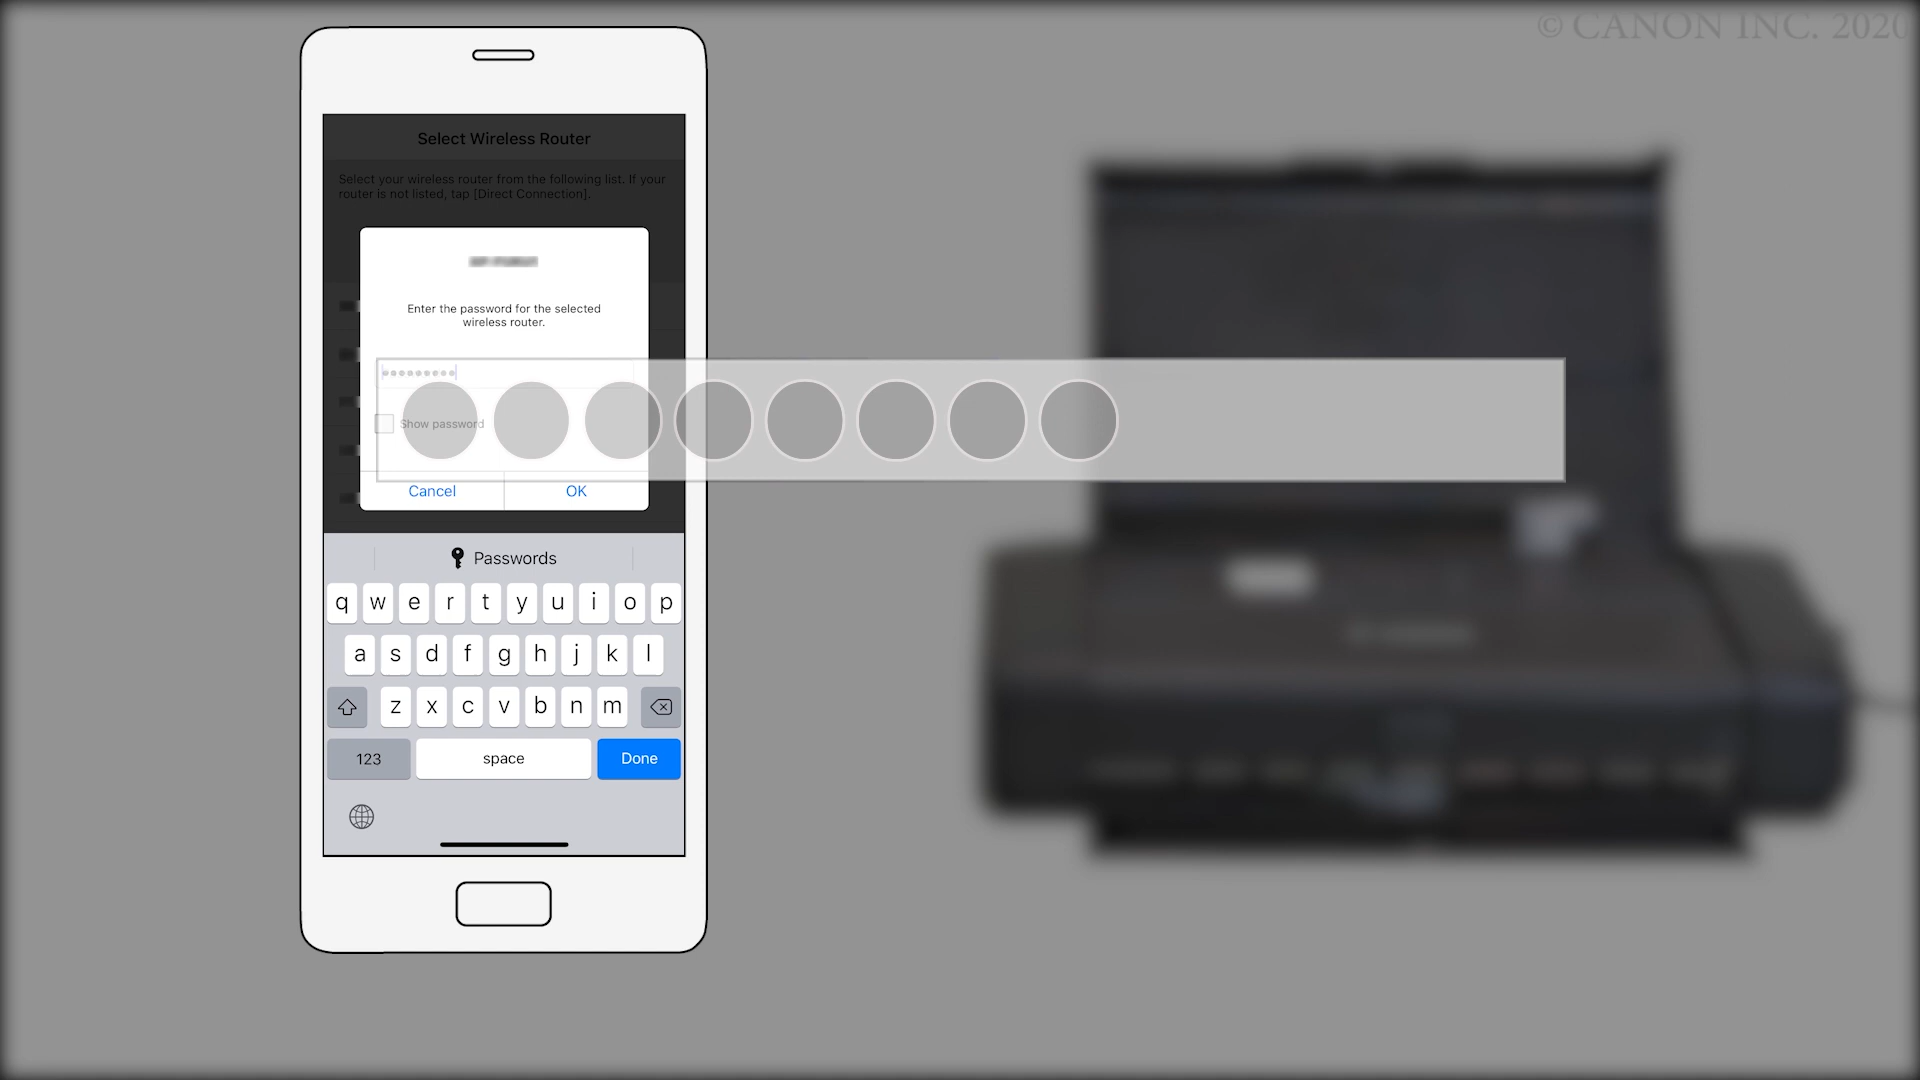 © CANON INC. 2020
Select Wireless Router
Select your wireless router from the following list. If your
router is not listed, tap [Direct Connection].
Enter the password for the selected
wireless router.
Show password
Cancel
OK
Passwords
q w e r t y u i o p
a s d f g h j k l
z x c v b n m
123
space
Done